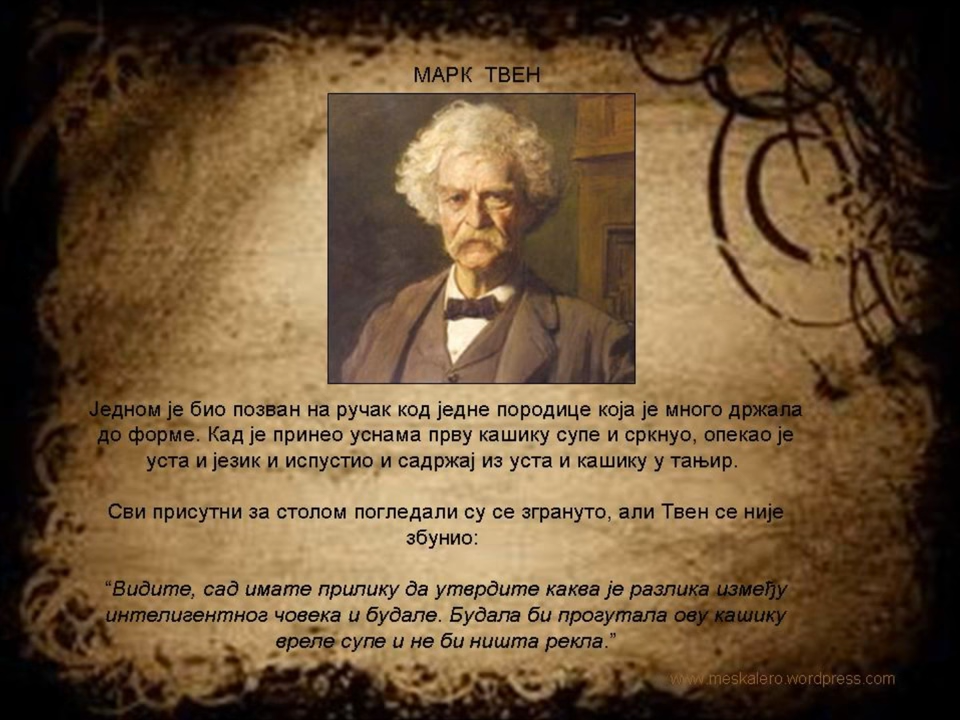 МАРК ТВЕН
Једном је био позван на ручак код једне породице која је много држала
до форме. Кад је принео уснама прву кашику супе и сркнуо, опекао је
уста и језик и испустио и садржај из уста и кашику у тањир.
Сви присутни за столом погледали су се згрануто, али Твен се није
збунио:
“Видите, сад имате прилику да утврдите каква је разлика између
интелигентног човека и будале. Будала би прогутала ову кашику
вреле супе и не би ништа рекла.”
www.meskalero.wordpress.com